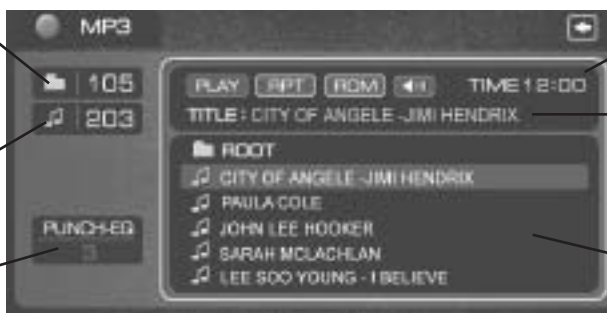 MP3
105
203
PUNCH-EQ
3
PLAY RPT RDM TIME 12:00
TITLE : CITY OF ANGELE -JIMI HENDRIX
ROOT
CITY OF ANGELE -JIMI HENDRIX
PAULA COLE
JOHN LEE HOOKER
SARAH MCLACHLAN
LEE SOO YOUNG - I BELIEVE